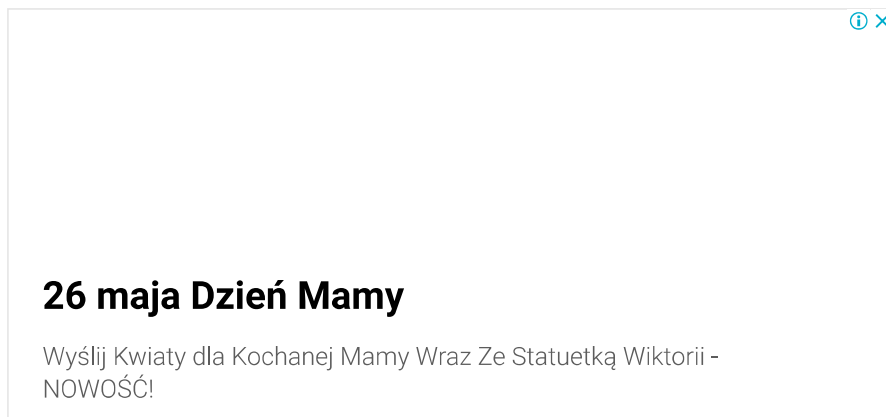 26 maja Dzień Mamy
Wyślij Kwiaty dla Kochanej Mamy Wraz Ze Statuetką Wiktorii -
NOWOŚĆ!